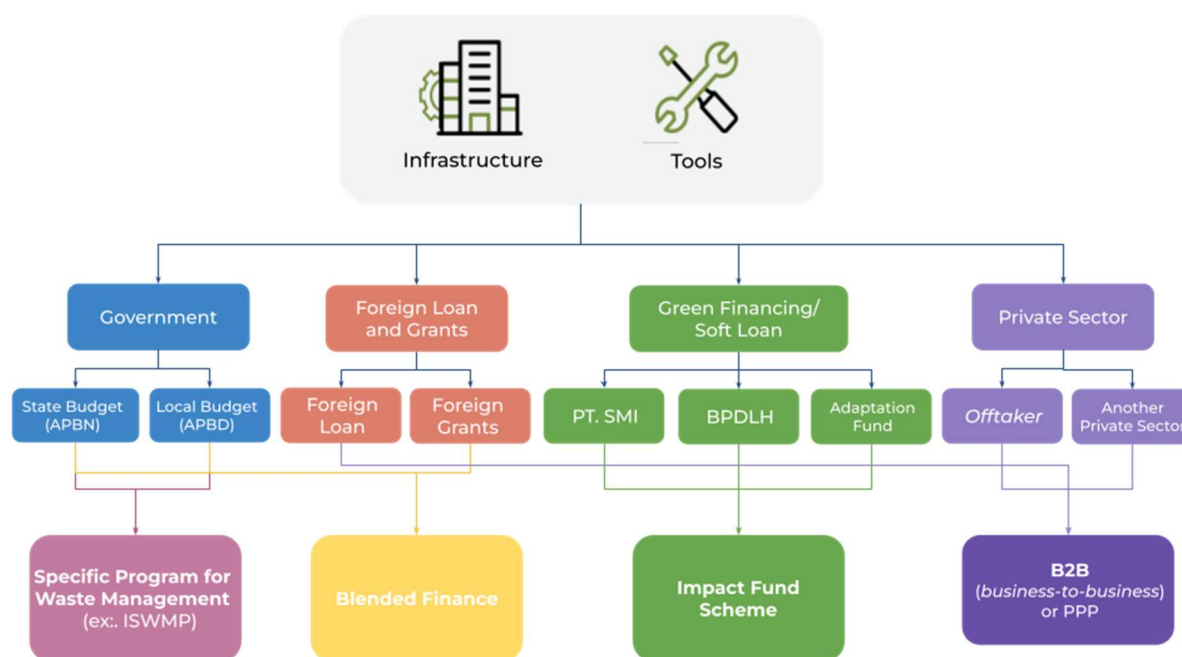 Infrastructure
Tools
Government
Foreign Loan
and Grants
Green Financing/
Soft Loan
Private Sector
State Budget
(APBN)
Local Budget
(APBD)
Foreign
Loan
Foreign
Grants
PT. SMI
BPDLH
Adaptation
Fund
Offtaker
Another
Private Sector
Specific Program for
Waste Management
(ex:. ISWMP)
Blended Finance
Impact Fund
Scheme
B2B
(business-to-business)
or PPP